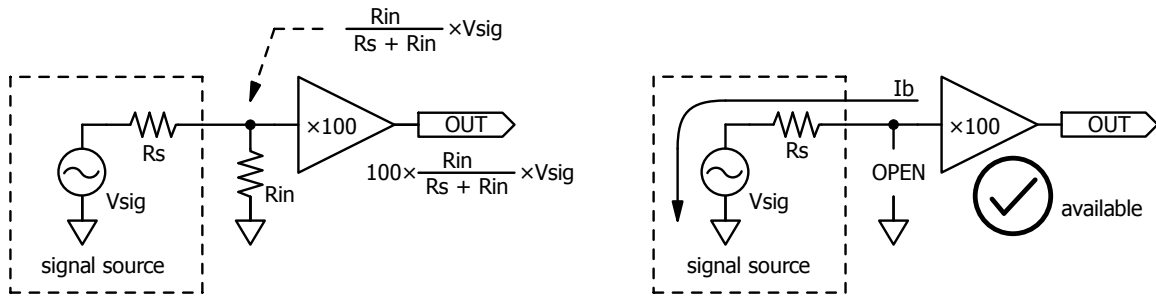 Rin
Rs + Rin
×Vsig
×100
OUT
Rs
Rin
Vsig
100×
Rin
Rs + Rin
×Vsig
signal source
Ib
×100
OUT
Rs
OPEN
Vsig
available
signal source